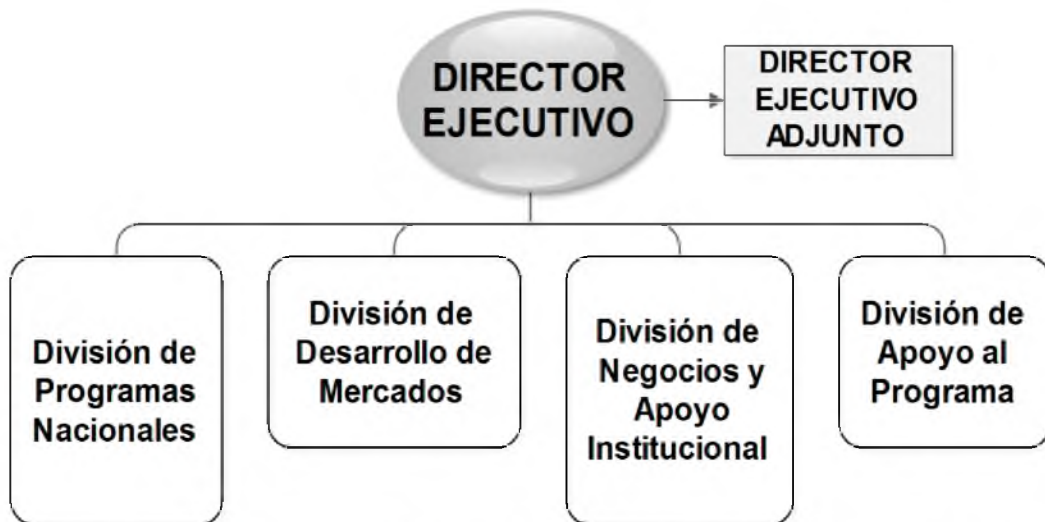 DIRECTOR
EJECUTIVO
DIRECTOR
EJECUTIVO
ADJUNTO
División de
Programas
Nacionales
División de
Desarrollo de
Mercados
División de
Negocios y
Apoyo
Institucional
División de
Apoyo al
Programa